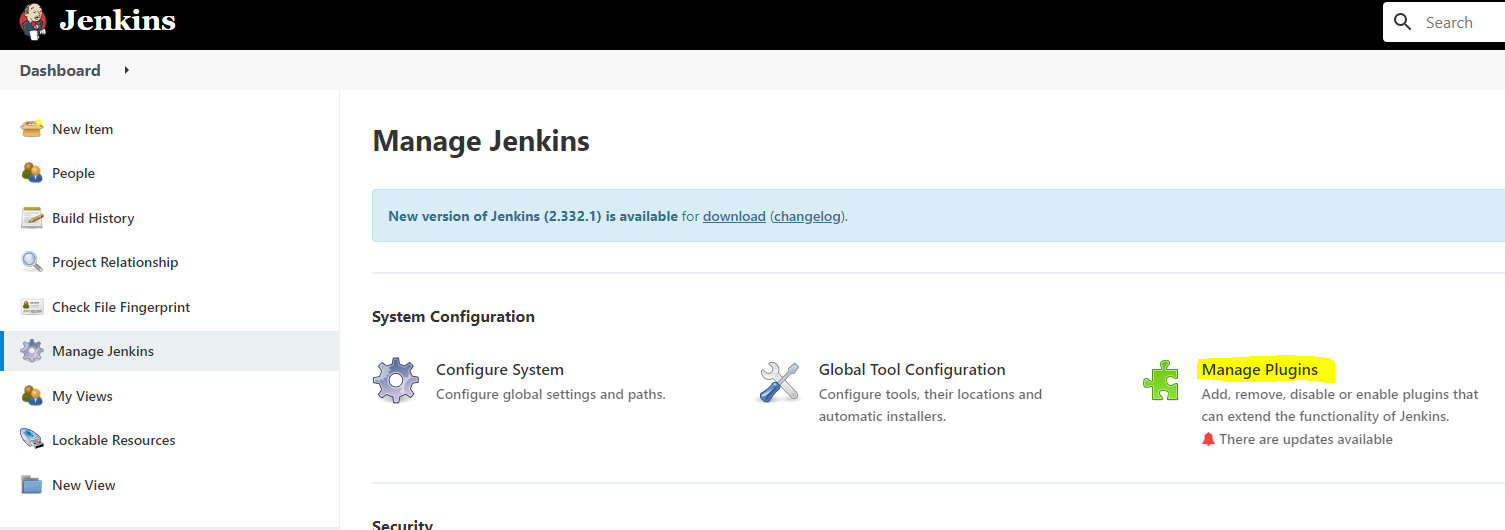 Jenkins
Search
Dashboard
New Item
People
Build History
Project Relationship
Check File Fingerprint
Manage Jenkins
My Views
Lockable Resources
New View
Manage Jenkins
New version of Jenkins (2.332.1) is available for download (changelog).
System Configuration
Configure System
Configure global settings and paths.
Global Tool Configuration
Configure tools, their locations and
automatic installers.
Manage Plugins
Add, remove, disable or enable plugins that
can extend the functionality of Jenkins.
There are updates available
Security